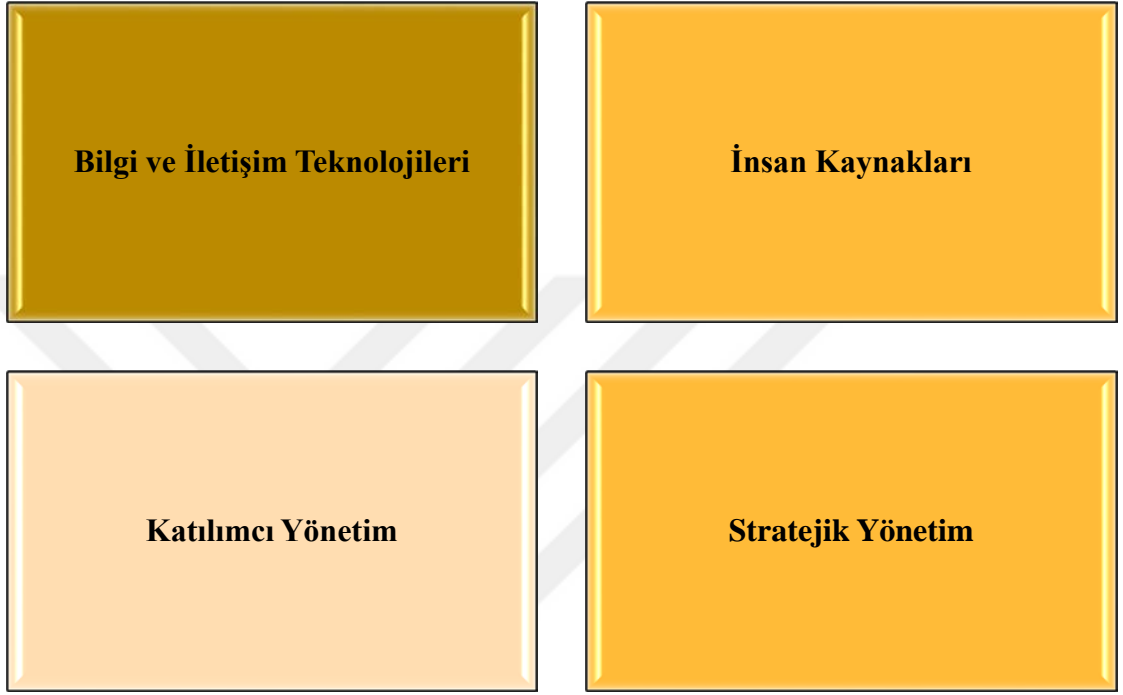 Bilgi ve İletişim Teknolojileri
İnsan Kaynakları
Katılımcı Yönetim
Stratejik Yönetim